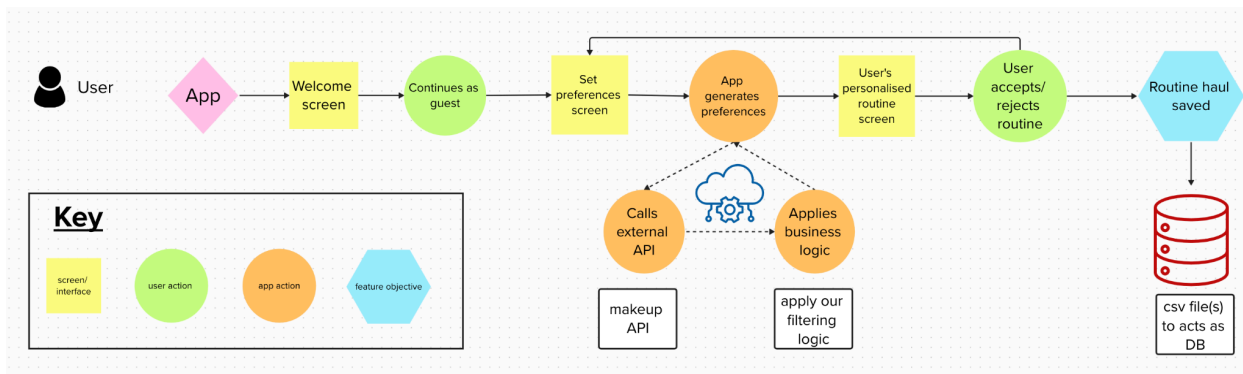 User
App
Welcome
screen
Continues as
guest
Set
preferences
screen
App
generates
preferences
User's
personalised
routine
screen
User
accepts/
rejects
routine
Routine haul
saved
Calls
external
API
Applies
business
logic
makeup
API
apply our
filtering
logic
csv file(s)
to acts as
DB
Key
screen/
interface
user action
app action
feature objective